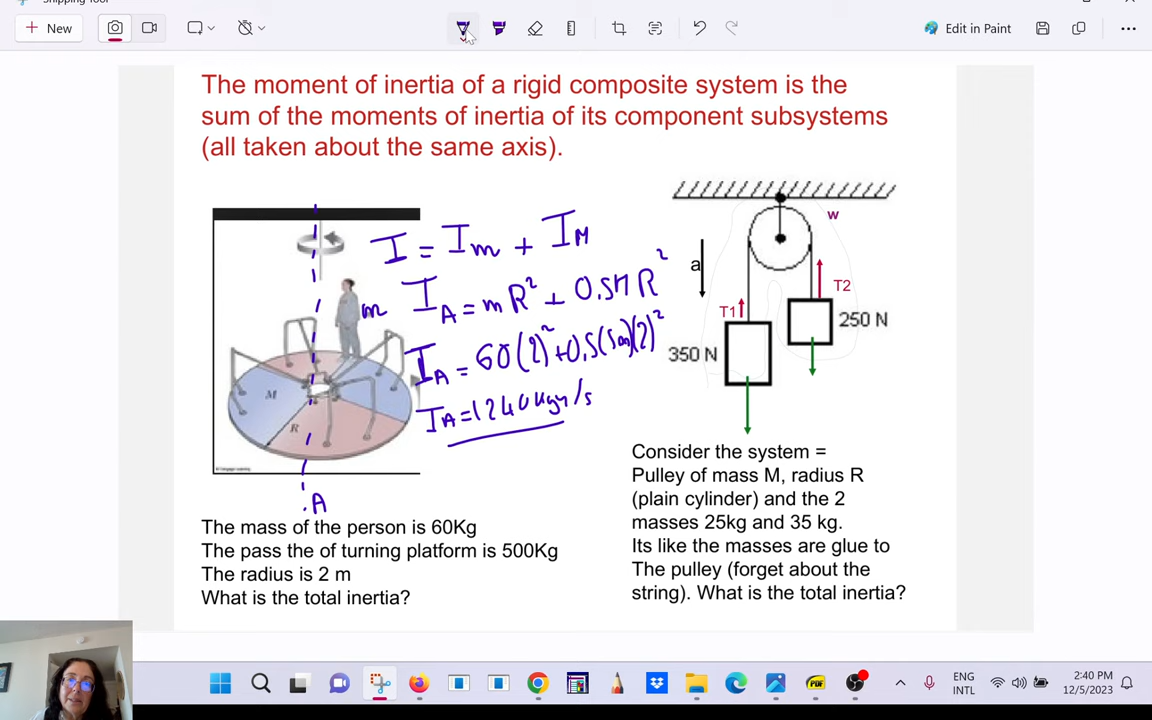 Snipping Tool
New
Edit in Paint
The moment of inertia of a rigid composite system is the
sum of the moments of inertia of its component subsystems
(all taken about the same axis).
I = Im + IM
m
IA = mR² + 0.5MR²
IA = 60(2)² + 0.5(500)(2)²
IA = 1240 Kgm/s
M
R
A
The mass of the person is 60Kg
The pass the of turning platform is 500Kg
The radius is 2 m
What is the total inertia?
w
a
T1
T2
350 N
250 N
Consider the system =
Pulley of mass M, radius R
(plain cylinder) and the 2
masses 25kg and 35 kg.
Its like the masses are glue to
The pulley (forget about the
string). What is the total inertia?
ENG
INTL
2:40 PM
12/5/2023